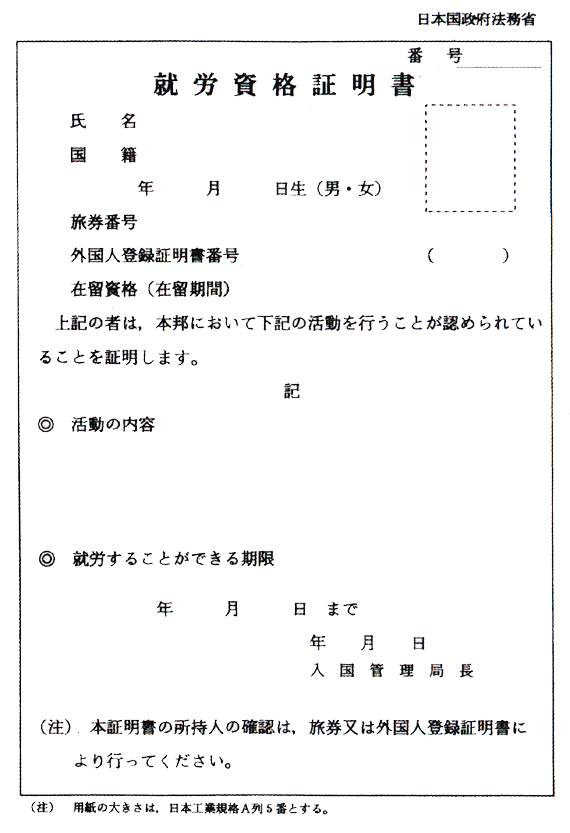 日本国政府法務省
番　号
就労資格証明書
氏　名
国　籍
年　　月　　日生（男・女）
旅券番号
外国人登録証明書番号　　　　（　　　）
在留資格（在留期間）
上記の者は，本邦において下記の活動を行うことが認められてい
ることを証明します。
記
◎　活動の内容
◎　就労することができる期限
年　　月　　日　まで
年　月　日
入国管理局長
（注）．本証明書の所持人の確認は，旅券又は外国人登録証明書に
より行ってください。
（注）　用紙の大きさは，日本工業規格Ａ列５番とする。